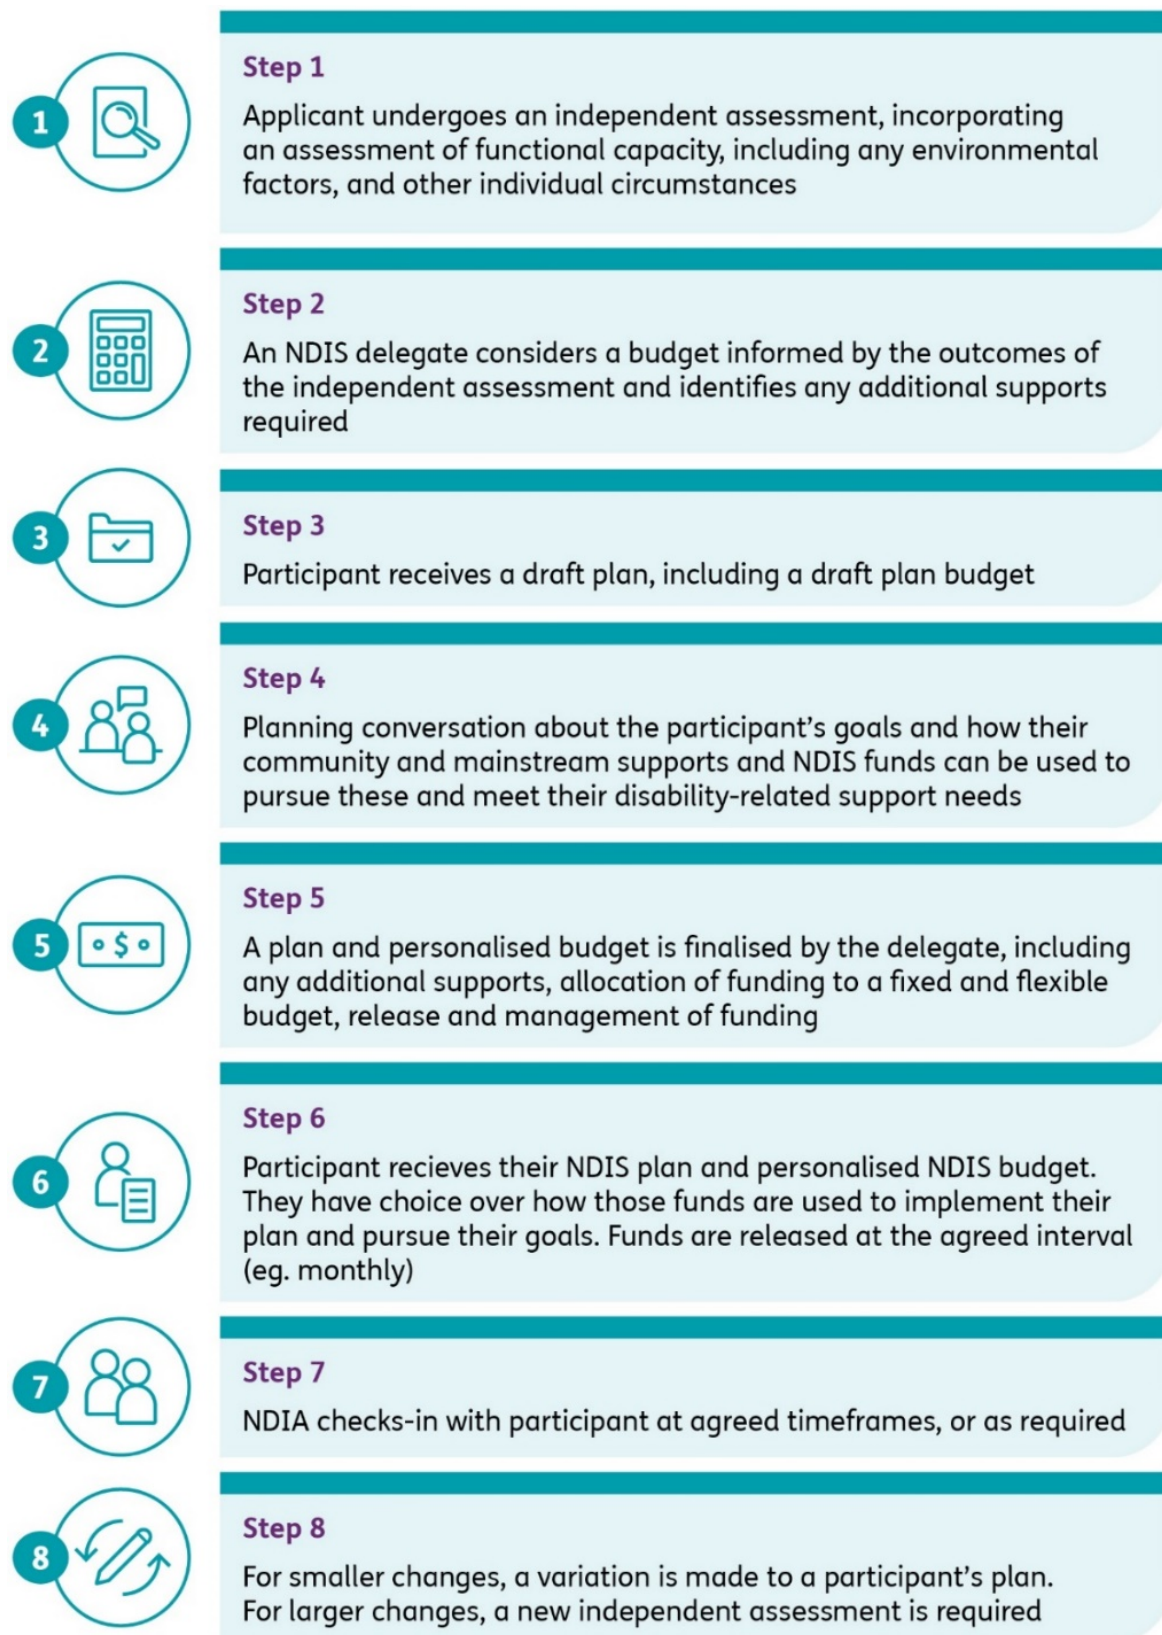 1
Step 1
Applicant undergoes an independent assessment, incorporating
an assessment of functional capacity, including any environmental
factors, and other individual circumstances
2
Step 2
An NDIS delegate considers a budget informed by the outcomes of
the independent assessment and identifies any additional supports
required
3
Step 3
Participant receives a draft plan, including a draft plan budget
4
Step 4
Planning conversation about the participant’s goals and how their
community and mainstream supports and NDIS funds can be used to
pursue these and meet their disability-related support needs
5
$
Step 5
A plan and personalised budget is finalised by the delegate, including
any additional supports, allocation of funding to a fixed and flexible
budget, release and management of funding
6
Step 6
Participant recieves their NDIS plan and personalised NDIS budget.
They have choice over how those funds are used to implement their
plan and pursue their goals. Funds are released at the agreed interval
(eg. monthly)
7
Step 7
NDIA checks-in with participant at agreed timeframes, or as required
8
Step 8
For smaller changes, a variation is made to a participant’s plan.
For larger changes, a new independent assessment is required